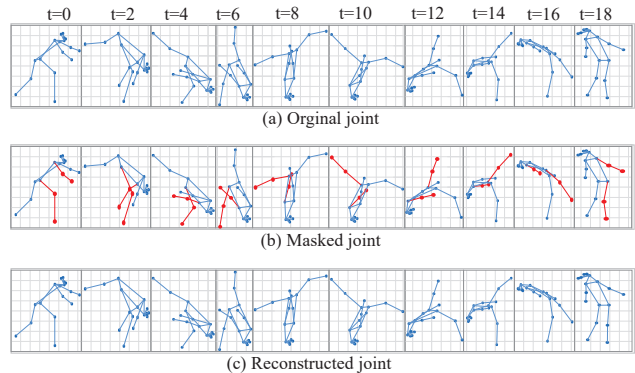 t=0 t=2 t=4 t=6 t=8 t=10 t=12 t=14 t=16 t=18
(a) Orginal joint
(b) Masked joint
(c) Reconstructed joint